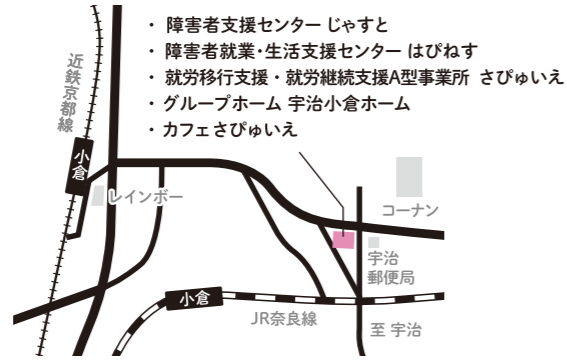 ・ 障害者支援センター じゃすと
・ 障害者就業・生活支援センター はぴねす
・ 就労移行支援・就労継続支援A型事業所 さぴゅいえ
・ グループホーム 宇治小倉ホーム
・ カフェさぴゅいえ
近鉄京都線
小倉
レインボー
コーナン
宇治
郵便局
小倉
JR奈良線
至 宇治